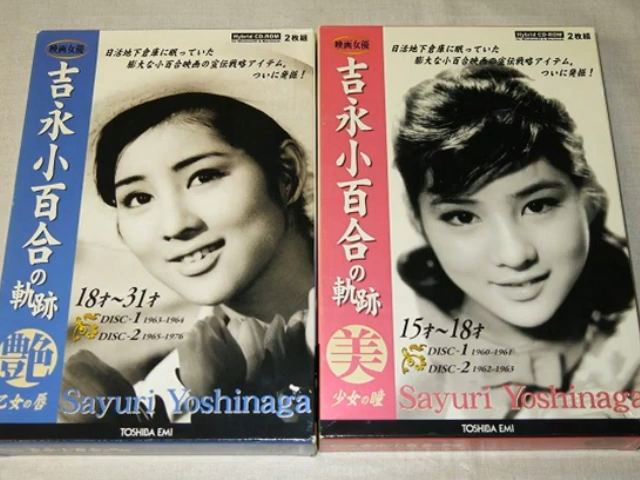 映画女優
吉永小百合の軌跡
艶
乙女の唇
Hybrid CD-ROM
2枚組
日活地下倉庫に眠っていた
膨大な小百合映画の宣伝戦略アイテム。
ついに発掘!
18才~31才
DISC-1 1963-1964
DISC-2 1965-1976
Sayuri Yoshinaga
TOSHIBA EMI
映画女優
吉永小百合の軌跡
美
少女の瞳
Hybrid CD-ROM
2枚組
日活地下倉庫に眠っていた
膨大な小百合映画の宣伝戦略アイテム。
ついに発掘!
15才~18才
DISC-1 1960-1961
DISC-2 1962-1963
Sayuri Yoshinaga
TOSHIBA EMI